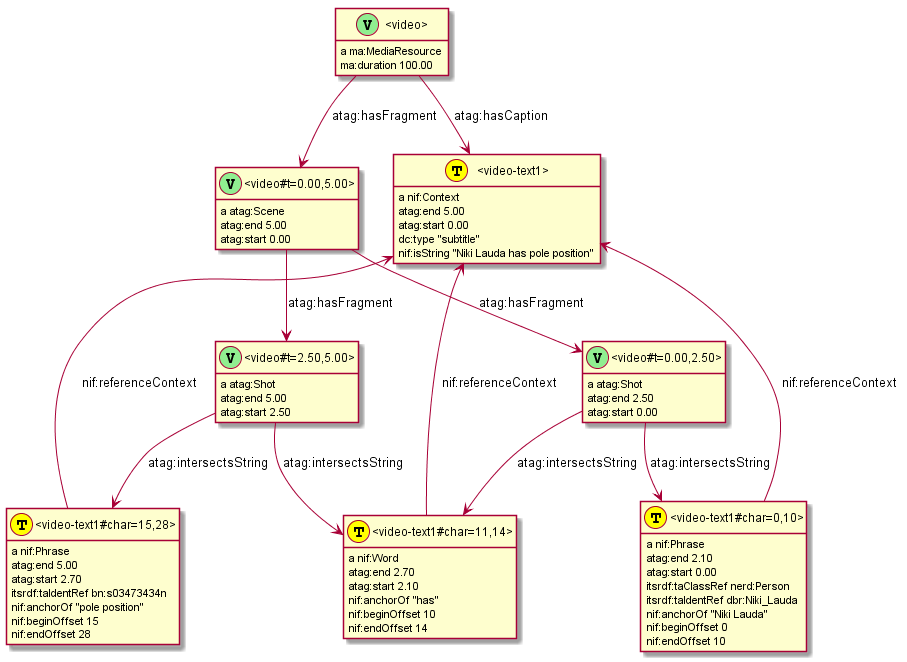 V <video>
a ma:MediaResource
ma:duration 100.00
atag:hasFragment
atag:hasCaption
V <video#t=0.00,5.00>
a atag:Scene
atag:end 5.00
atag:start 0.00
T <video-text1>
a nif:Context
atag:end 5.00
atag:start 0.00
dc:type "subtitle"
nif:isString "Niki Lauda has pole position"
atag:hasFragment
atag:hasFragment
V <video#t=2.50,5.00>
a atag:Shot
atag:end 5.00
atag:start 2.50
V <video#t=0.00,2.50>
a atag:Shot
atag:end 2.50
atag:start 0.00
nif:referenceContext
nif:referenceContext
nif:referenceContext
atag:intersectsString
atag:intersectsString
atag:intersectsString
atag:intersectsString
T <video-text1#char=15,28>
a nif:Phrase
atag:end 5.00
atag:start 2.70
itsrdf:taIdentRef bn:s03473434n
nif:anchorOf "pole position"
nif:beginOffset 15
nif:endOffset 28
T <video-text1#char=11,14>
a nif:Word
atag:end 2.70
atag:start 2.10
nif:anchorOf "has"
nif:beginOffset 10
nif:endOffset 14
T <video-text1#char=0,10>
a nif:Phrase
atag:end 2.10
atag:start 0.00
itsrdf:taClassRef nerd:Person
itsrdf:taIdentRef dbr:Niki_Lauda
nif:anchorOf "Niki Lauda"
nif:beginOffset 0
nif:endOffset 10